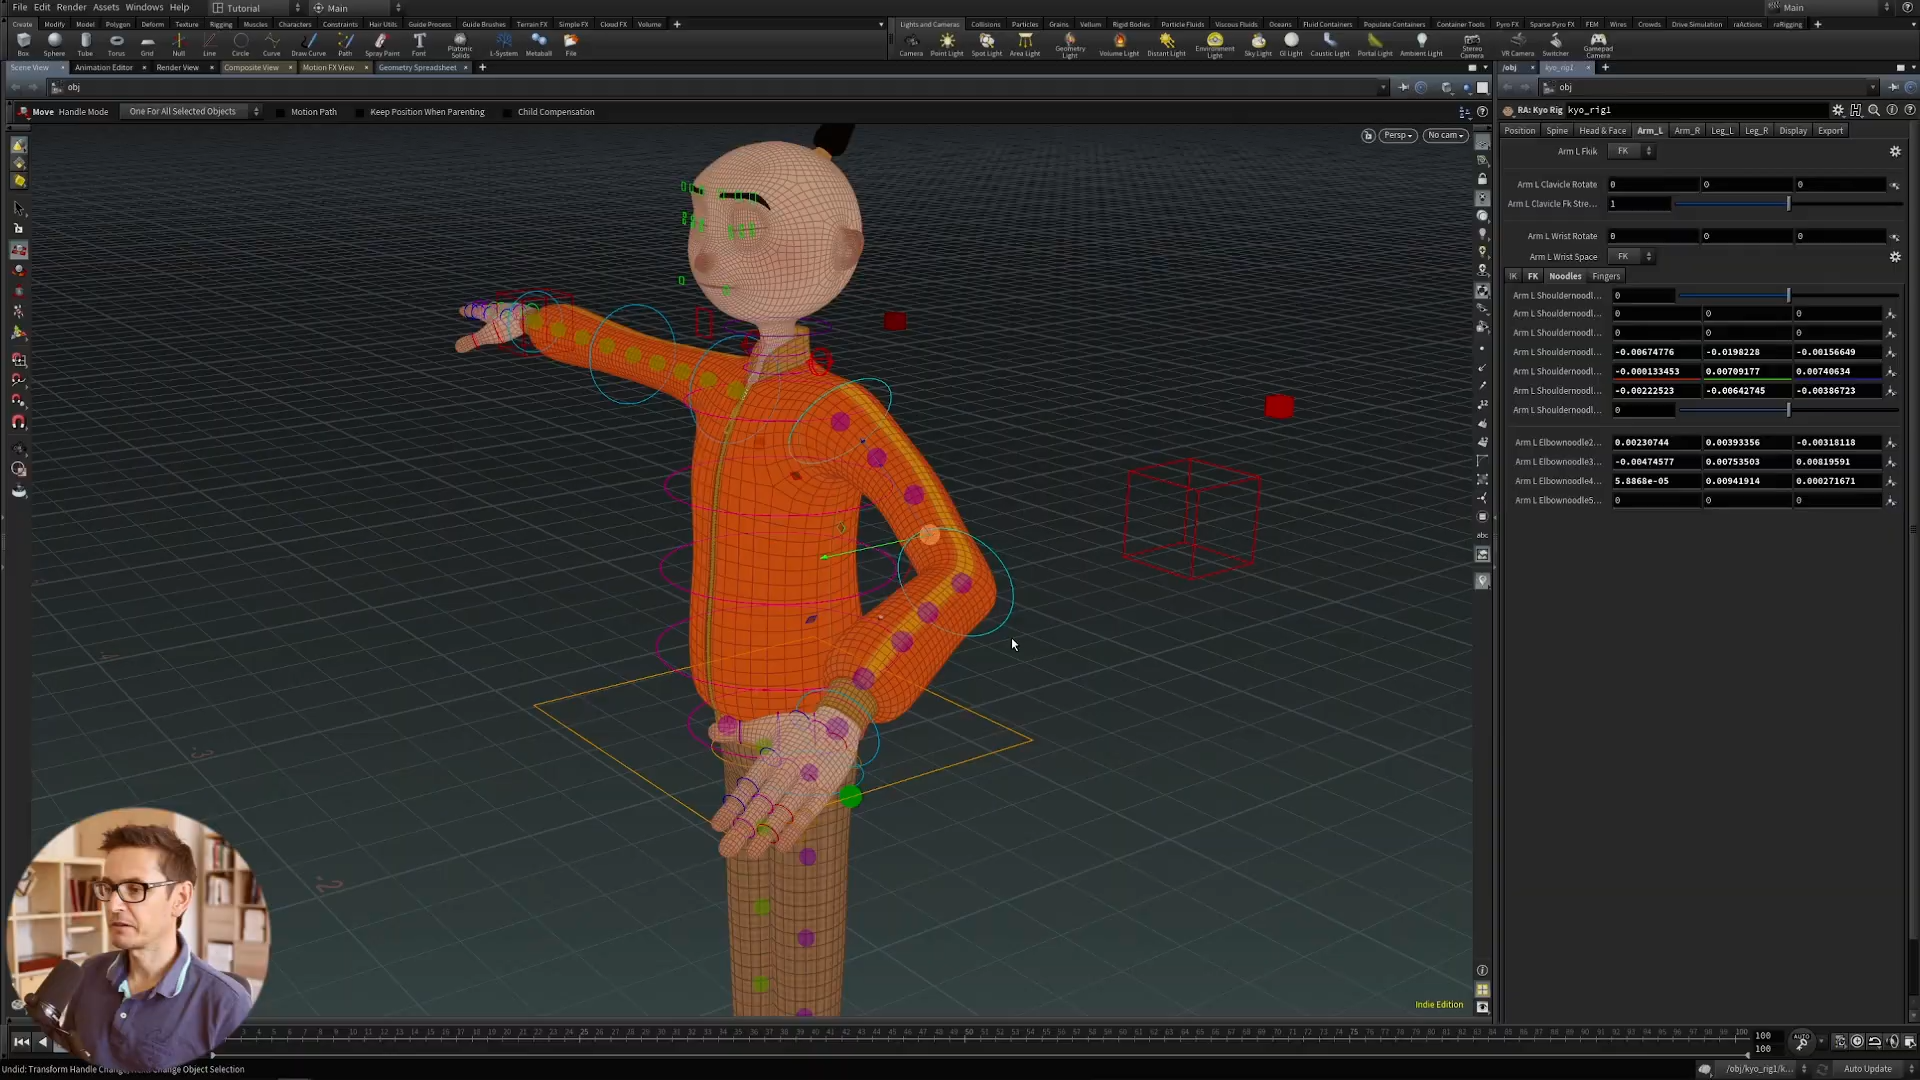 File Edit Render Assets Windows Help Tutorial Main Main
Create Modify Model Polygon Deform Texture Rigging Muscles Characters Constraints Hair Utils Guide Process Guide Brushes Terrain FX Simple FX Cloud FX Volume
Lights and Cameras Collisions Particles Grains Vellum Rigid Bodies Particle Fluids Viscous Fluids Oceans Fluid Containers Populate Containers Container Tools Pyro FX Sparse Pyro FX FEM Wires Crowds Drive Simulation raActions raRigging
Box Sphere Tube Torus Grid Null Line Circle Curve Draw Curve Path Spray Paint Font Platonic Solids L-System Metaball File
Camera Point Light Spot Light Area Light Geometry Light Volume Light Distant Light Environment Light Sky Light GI Light Caustic Light Portal Light Ambient Light Stereo Camera VR Camera Switcher Gamepad Camera
Scene View Animation Editor Render View Composite View Motion FX View Geometry Spreadsheet
/obj kyo_rig1
obj
obj
Move Handle Mode One For All Selected Objects Motion Path Keep Position When Parenting Child Compensation
RA: Kyo Rig kyo_rig1
Persp No cam
Position Spine Head & Face Arm_L Arm_R Leg_L Leg_R Display Export
Arm L Fkik FK
Arm L Clavicle Rotate 0 0 0
Arm L Clavicle Fk Stre... 1
Arm L Wrist Rotate 0 0 0
Arm L Wrist Space FK
IK FK Noodles Fingers
Arm L Shouldernoodl... 0
Arm L Shouldernoodl... 0 0 0
Arm L Shouldernoodl... 0 0 0
Arm L Shouldernoodl... -0.00674776 -0.0198228 -0.00156649
Arm L Shouldernoodl... -0.000133453 0.00709177 0.00740634
Arm L Shouldernoodl... -0.00222523 -0.00642745 -0.00386723
Arm L Shouldernoodl... 0
Arm L Elbownoodle2... 0.00230744 0.00393356 -0.00318118
Arm L Elbownoodle3... -0.00474577 0.00753503 0.00819591
Arm L Elbownoodle4... 5.8868e-05 0.00941914 0.000271671
Arm L Elbownoodle5... 0 0 0
abc
Indie Edition
100
100
Undid: Transform Handle Change Object Selection
/obj/kyo_rig1/k... Auto Update